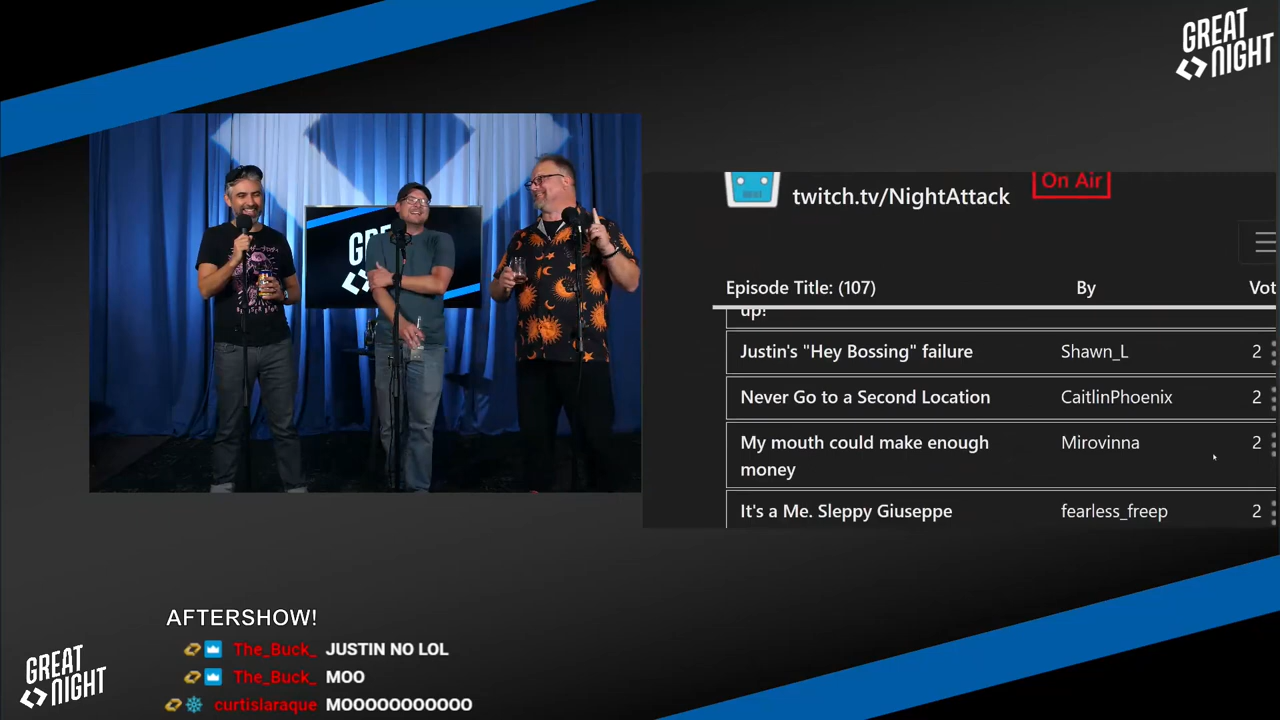 GREAT
NIGHT
twitch.tv/NightAttack
On Air
Episode Title: (107)
By
Vot
up!
Justin's "Hey Bossing" failure
Shawn_L
2
Never Go to a Second Location
CaitlinPhoenix
2
My mouth could make enough
money
Mirovinna
2
It's a Me. Sleppy Giuseppe
fearless_freep
2
AFTERSHOW!
The_Buck_ JUSTIN NO LOL
The_Buck_ MOO
curtislaraque MOOOOOOOOOOO
GREAT
NIGHT